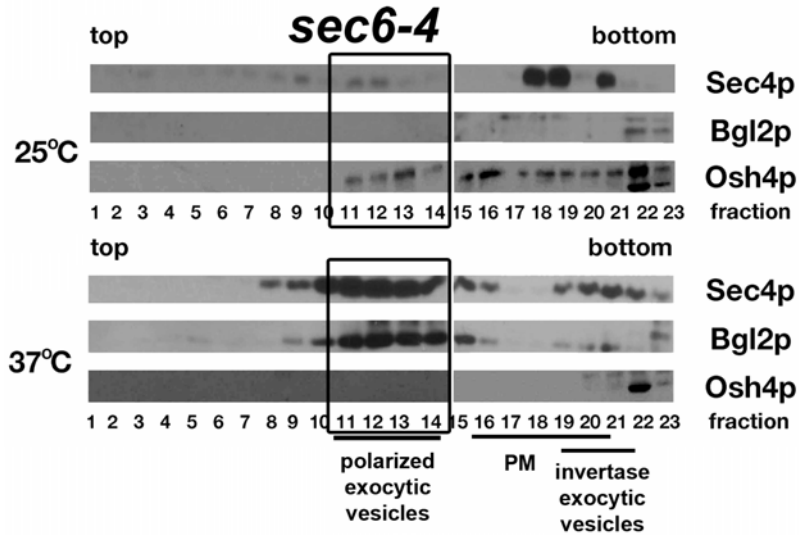 sec6-4
top bottom
Sec4p
Bgl2p
25°C
Osh4p
1 2 3 4 5 6 7 8 9 10 11 12 13 14 15 16 17 18 19 20 21 22 23 fraction
top bottom
Sec4p
Bgl2p
37°C
Osh4p
1 2 3 4 5 6 7 8 9 10 11 12 13 14 15 16 17 18 19 20 21 22 23 fraction
polarized
exocytic
vesicles
PM
invertase
exocytic
vesicles